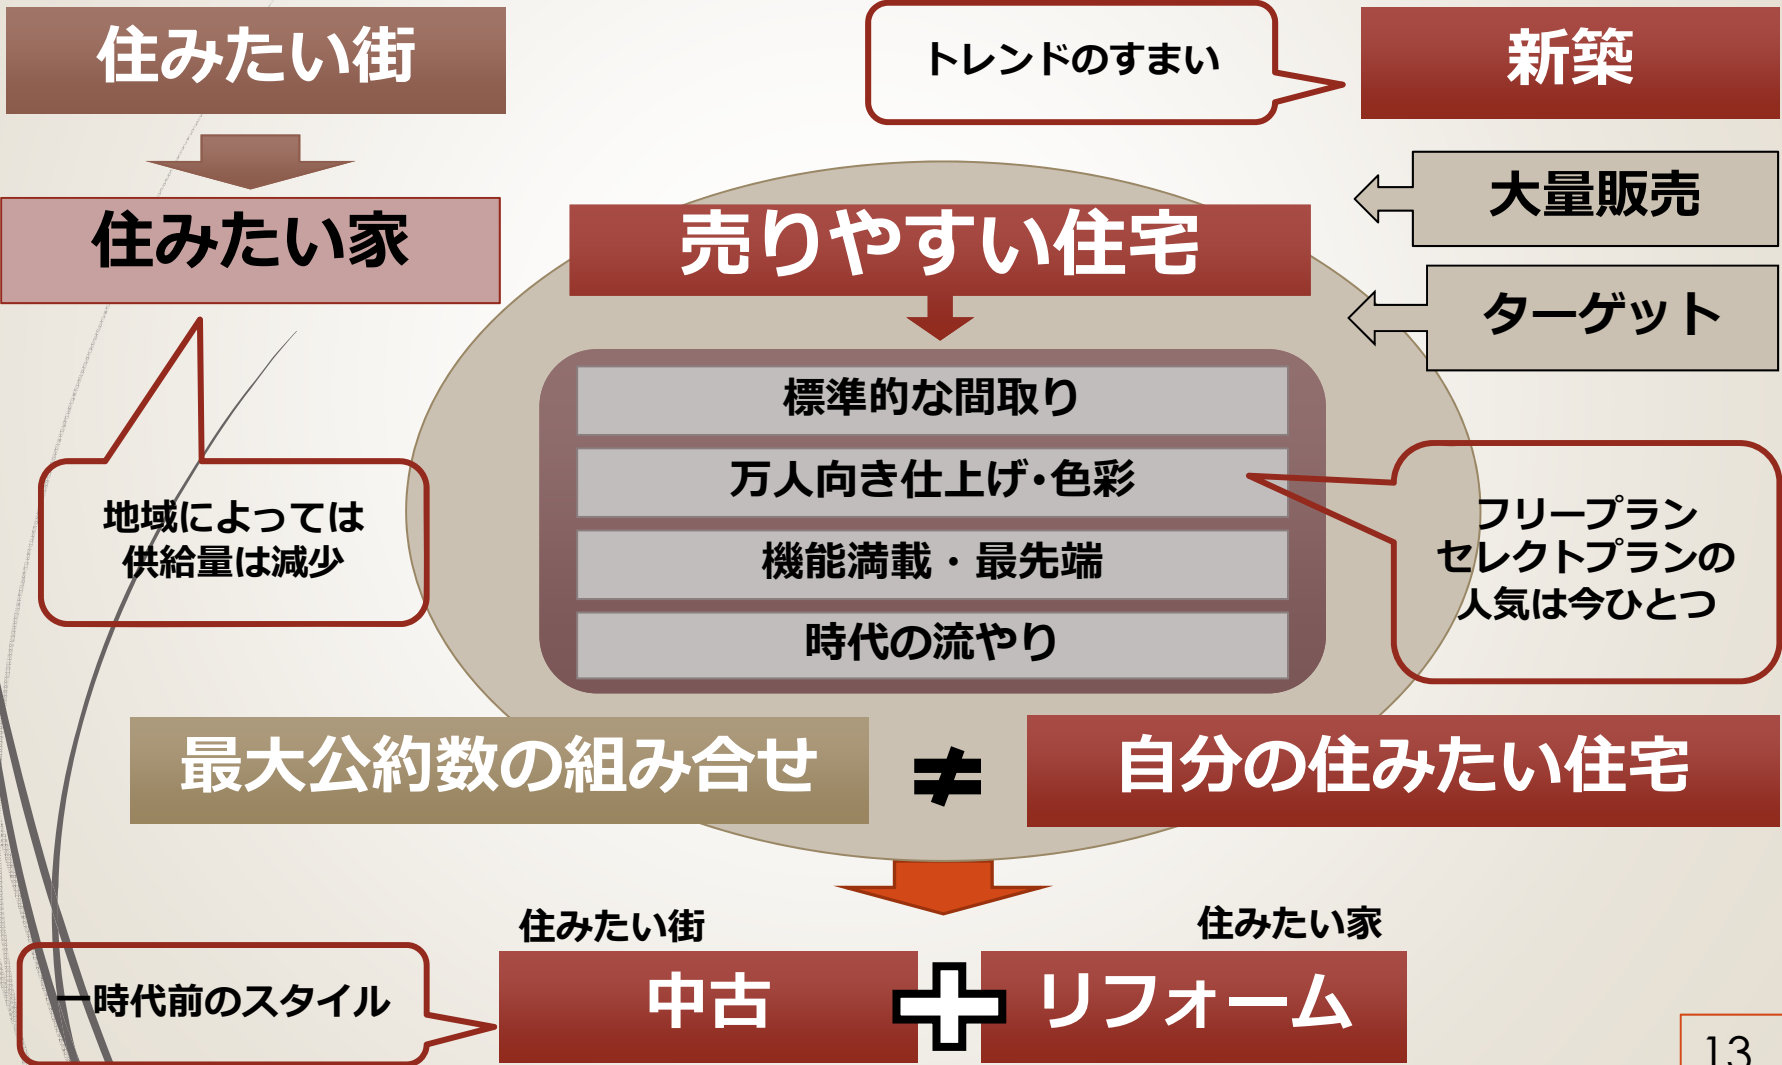 住みたい街
トレンドのすまい
新築
大量販売
住みたい家
売りやすい住宅
ターゲット
標準的な間取り
万人向き仕上げ・色彩
機能満載・最先端
時代の流やり
地域によっては
供給量は減少
フリープラン
セレクトプランの
人気は今ひとつ
最大公約数の組み合せ
≠
自分の住みたい住宅
住みたい街
住みたい家
一時代前のスタイル
中古
+
リフォーム
13